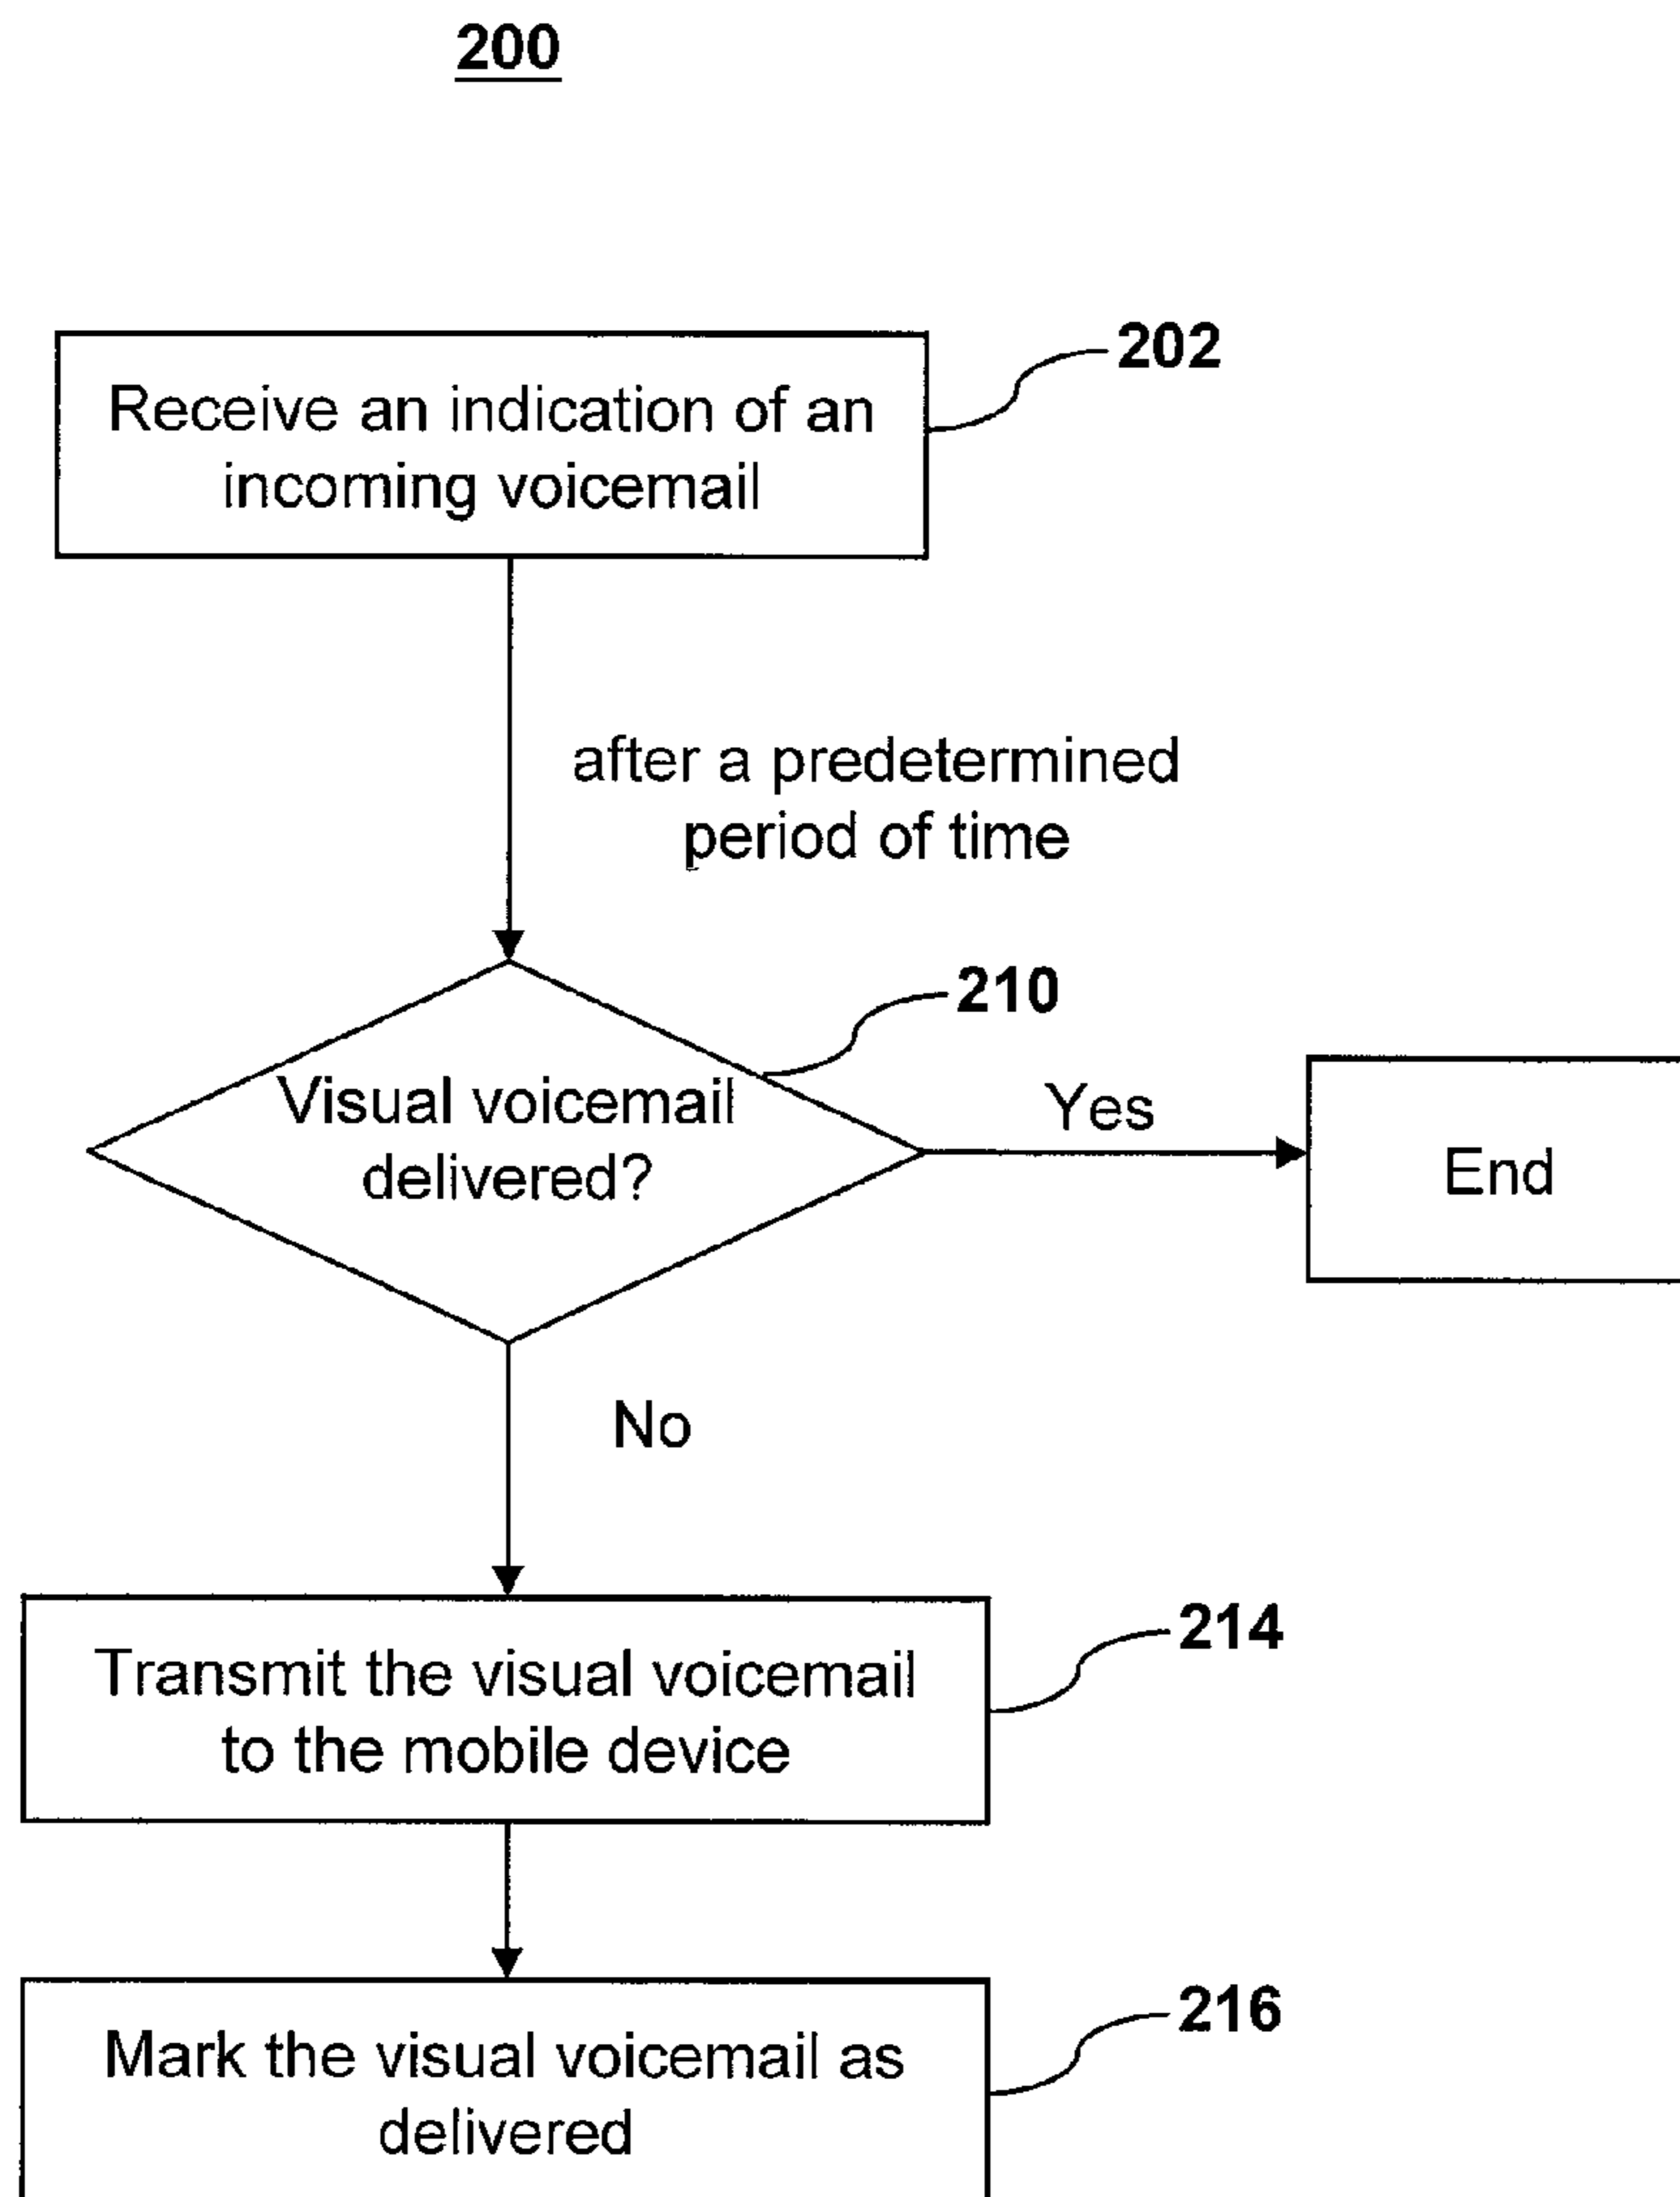 200
202
Receive an indication of an
incoming voicemail
after a predetermined
period of time
210
Visual voicemail
delivered?
Yes
End
No
214
Transmit the visual voicemail
to the mobile device
216
Mark the visual voicemail as
delivered